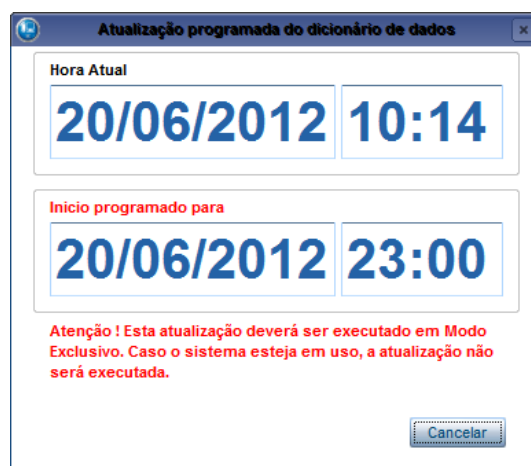 Atualização programada do dicionário de dados
Hora Atual
20/06/2012 10:14
Inicio programado para
20/06/2012 23:00
Atenção ! Esta atualização deverá ser executado em Modo
Exclusivo. Caso o sistema esteja em uso, a atualização não
será executada.
Cancelar